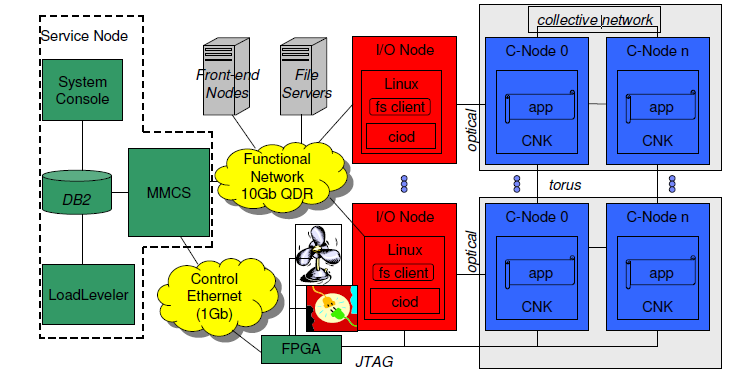 Service Node
System
Console
DB2
MMCS
LoadLeveler
Front-end
Nodes
File
Servers
Functional
Network
10Gb QDR
Control
Ethernet
(1Gb)
FPGA
JTAG
I/O Node
Linux
fs client
ciod
optical
collective network
C-Node 0
app
CNK
C-Node n
app
CNK
torus
I/O Node
Linux
fs client
ciod
optical
C-Node 0
app
CNK
C-Node n
app
CNK